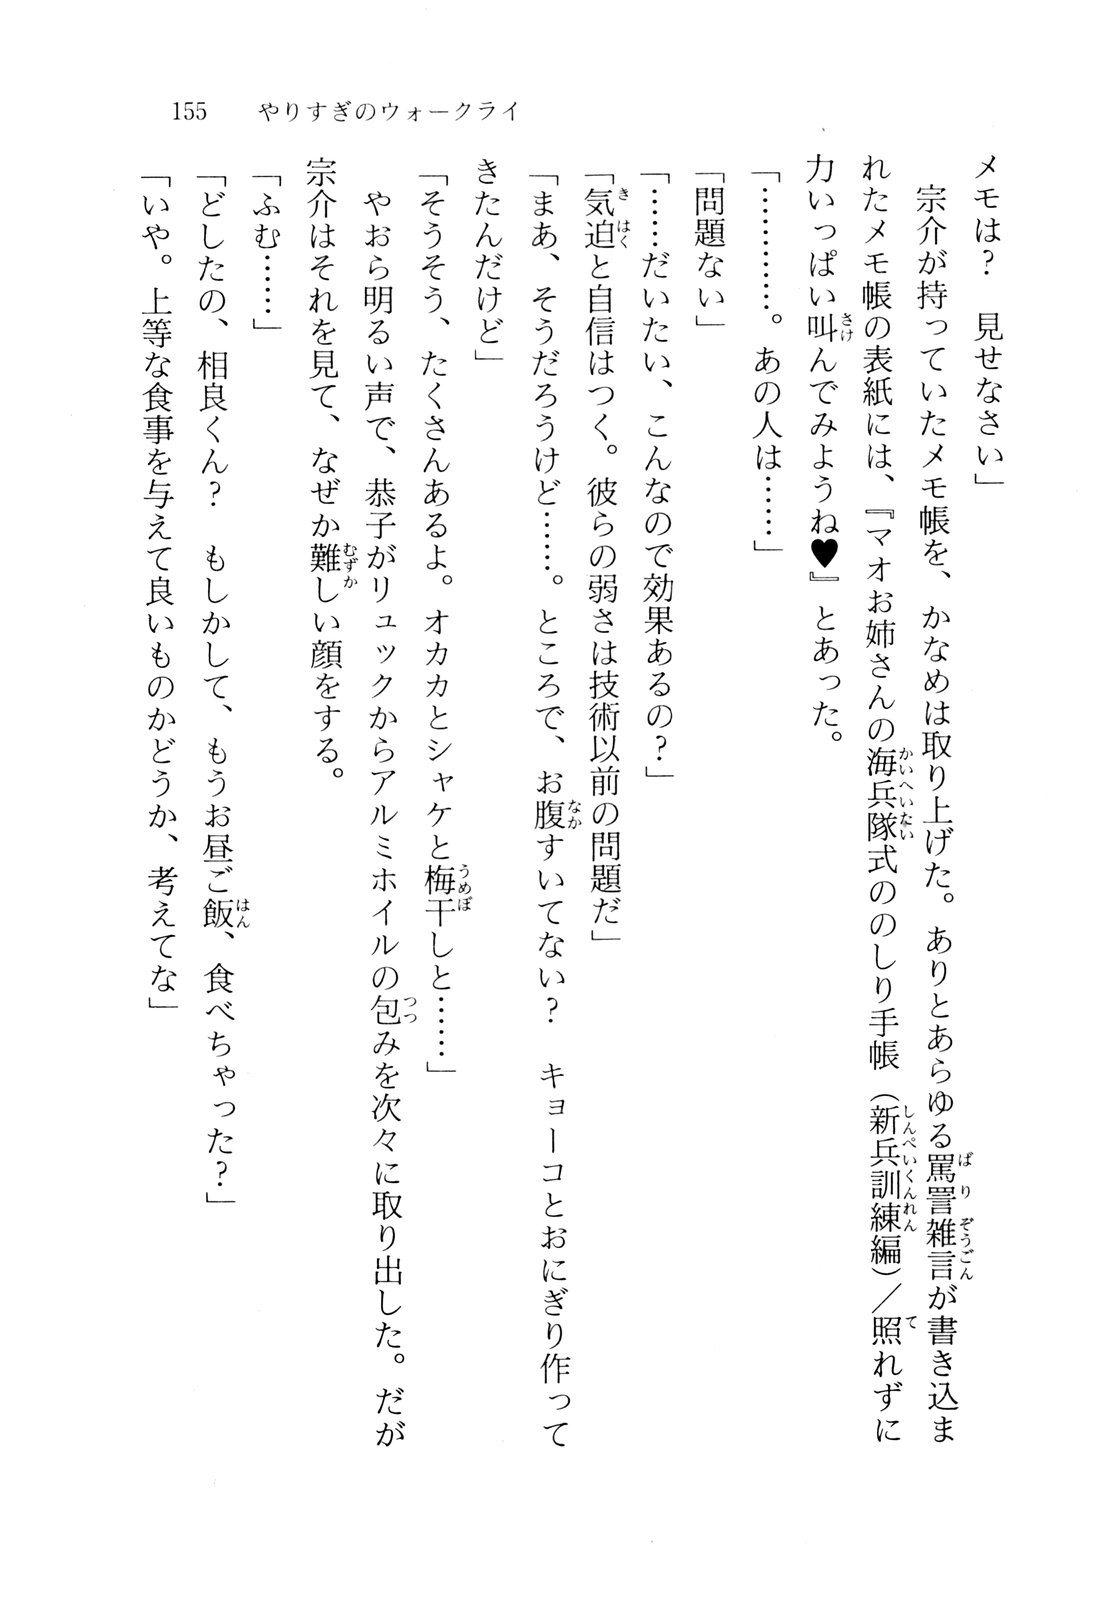 155　やりすぎのウォークライ
メモは？　見せなさい」
　宗介が持っていたメモ帳を、かなめは取り上げた。ありとあらゆる罵詈雑言が書き込ま
れたメモ帳の表紙には、『マオお姉さんの海兵隊式ののしり手帳（新兵訓練編）／照れずに
力いっぱい叫んでみようね♥』とあった。
「…………。あの人は……」
「問題ない」
「……だいたい、こんなので効果あるの？」
「気迫と自信はつく。彼らの弱さは技術以前の問題だ」
「まあ、そうだろうけど……。ところで、お腹すいてない？　キョーコとおにぎり作って
きたんだけど」
「そうそう、たくさんあるよ。オカカとシャケと梅干しと……」
　やおら明るい声で、恭子がリュックからアルミホイルの包みを次々に取り出した。だが
宗介はそれを見て、なぜか難しい顔をする。
「ふむ……」
「どしたの、相良くん？　もしかして、もうお昼ご飯、食べちゃった？」
「いや。上等な食事を与えて良いものかどうか、考えてな」